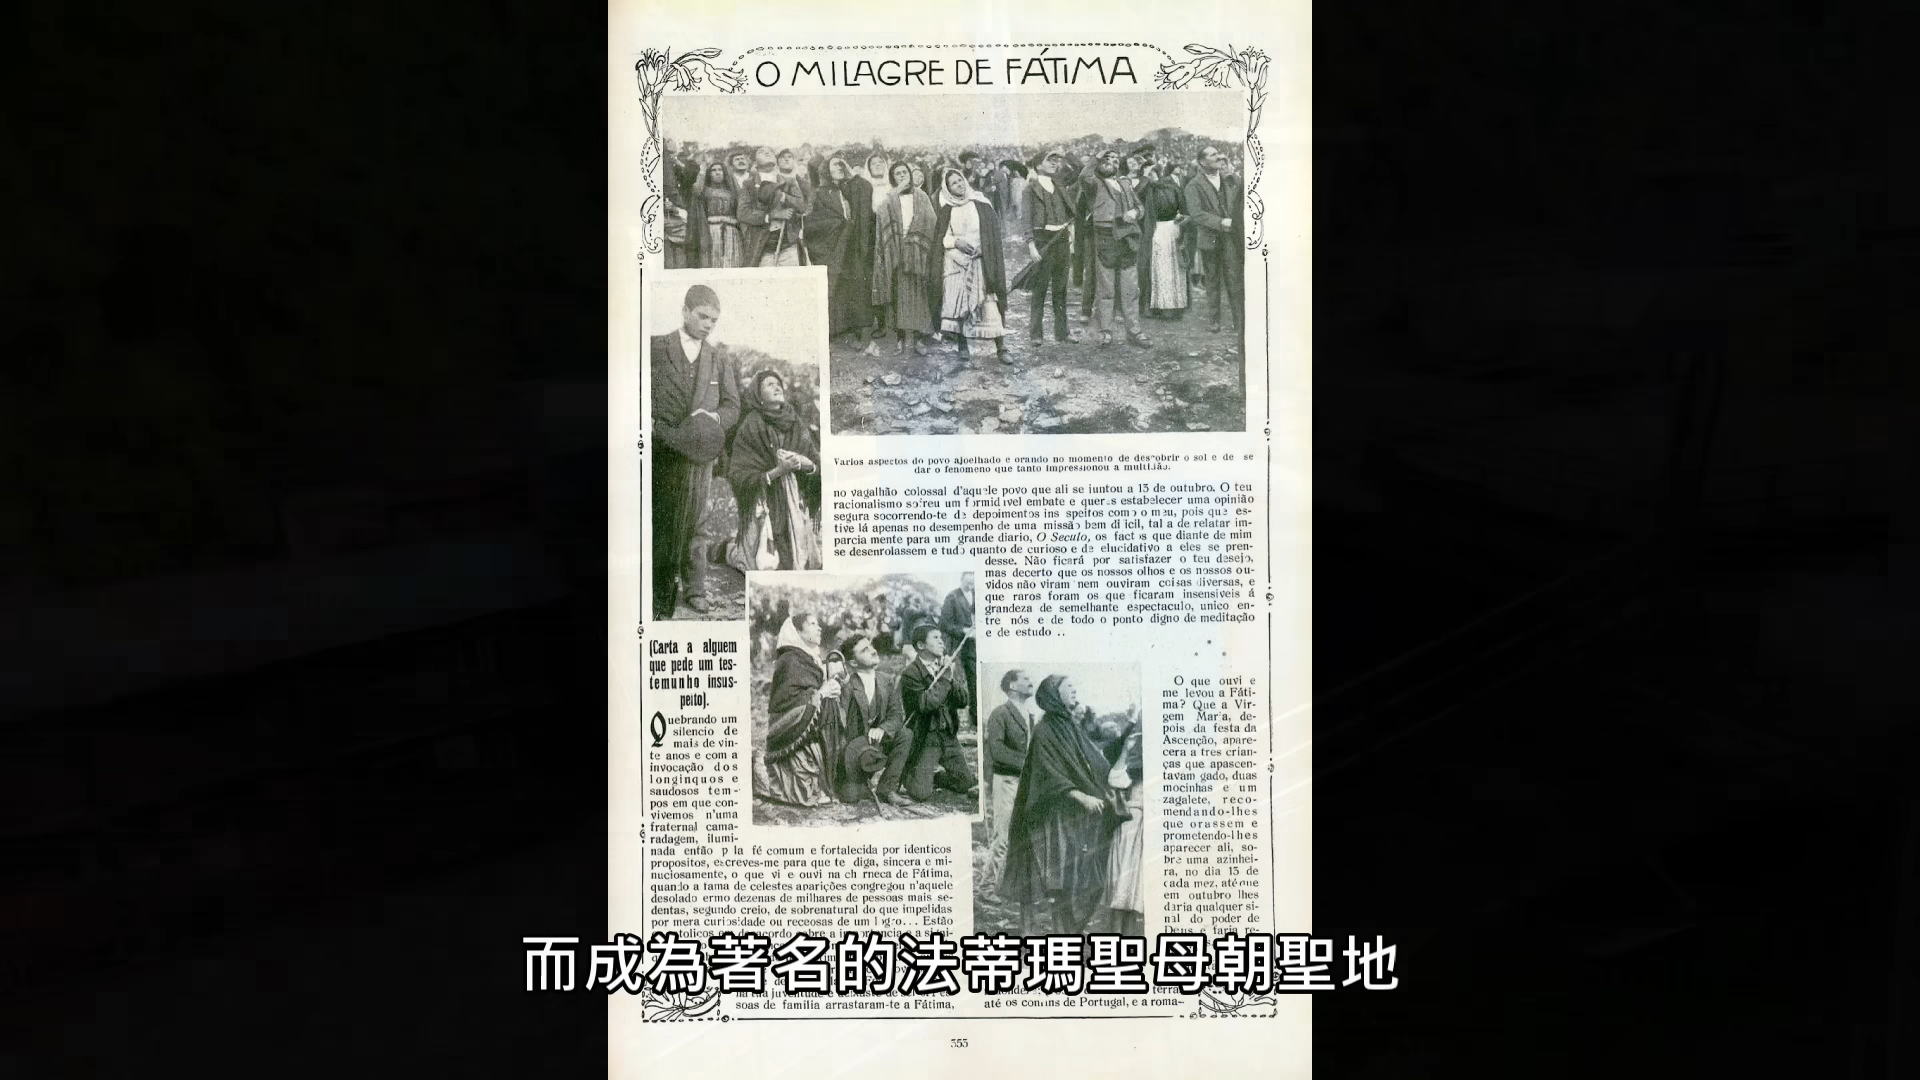 O MILAGRE DE FÁTIMA
Varios aspectos do povo ajoelhado e orando no momento de descobrir o sol e de se
dar o fenomeno que tanto impressionou a multidão.
no vagalhão colossal d'aquele povo que ali se juntou a 13 de outubro. O teu
racionalismo sofreu um formidavel embate e queres estabelecer uma opinião
segura socorrendo-te de depoimentos insuspeitos como o meu, pois que es-
tive lá apenas no desempenho de uma missão bem dificil, tal a de relatar im-
parcialmente para um grande diario, O Seculo, os factos que diante de mim
se desenrolassem e tudo quanto de curioso e de elucidativo a eles se pren-
desse. Não ficará por satisfazer o teu desejo,
mas decerto que os nossos olhos e os nossos ou-
vidos não viram nem ouviram coisas diversas, e
que raros foram os que ficaram insensiveis á
grandeza de semelhante espectaculo, unico en-
tre nós e de todo o ponto digno de meditação
e de estudo ..
(Carta a alguem
que pede um tes-
temunho insus-
peito).
Quebrando um
silencio de
mais de vin-
te anos e com a
invocação dos
longinquos e
saudosos tem-
pos em que con-
vivemos n'uma
fraternal cama-
radagem, ilumi-
nada então pela fé comum e fortalecida por identicos
propositos, escreves-me para que te diga, sincera e mi-
nuciosamente, o que vi e ouvi na charneca de Fátima,
quando a fama de celestes aparições congregou n'aquele
desolado ermo dezenas de milhares de pessoas mais se-
dentas, segundo creio, de sobrenatural do que impelidas
por mera curiosidade ou receosas de um logro... Estão
soas de familia arrastaram-te a Fátima,
O que ouvi e
me levou a Fáti-
ma? Que a Vir-
gem Maria, de-
pois da festa da
Ascenção, apare-
cera a tres crian-
ças que apascen-
tavam gado, duas
mocinhas e um
zagalete, reco-
mendando-lhes
que orassem e
prometendo-lhes
aparecer ali, so-
bre uma azinhei-
ra, no dia 13 de
cada mez, até que
em outubro lhes
daria qualquer si-
nal do poder de
Deus e faria re-
até os confins de Portugal, e a roma-
而成為著名的法蒂瑪聖母朝聖地
353